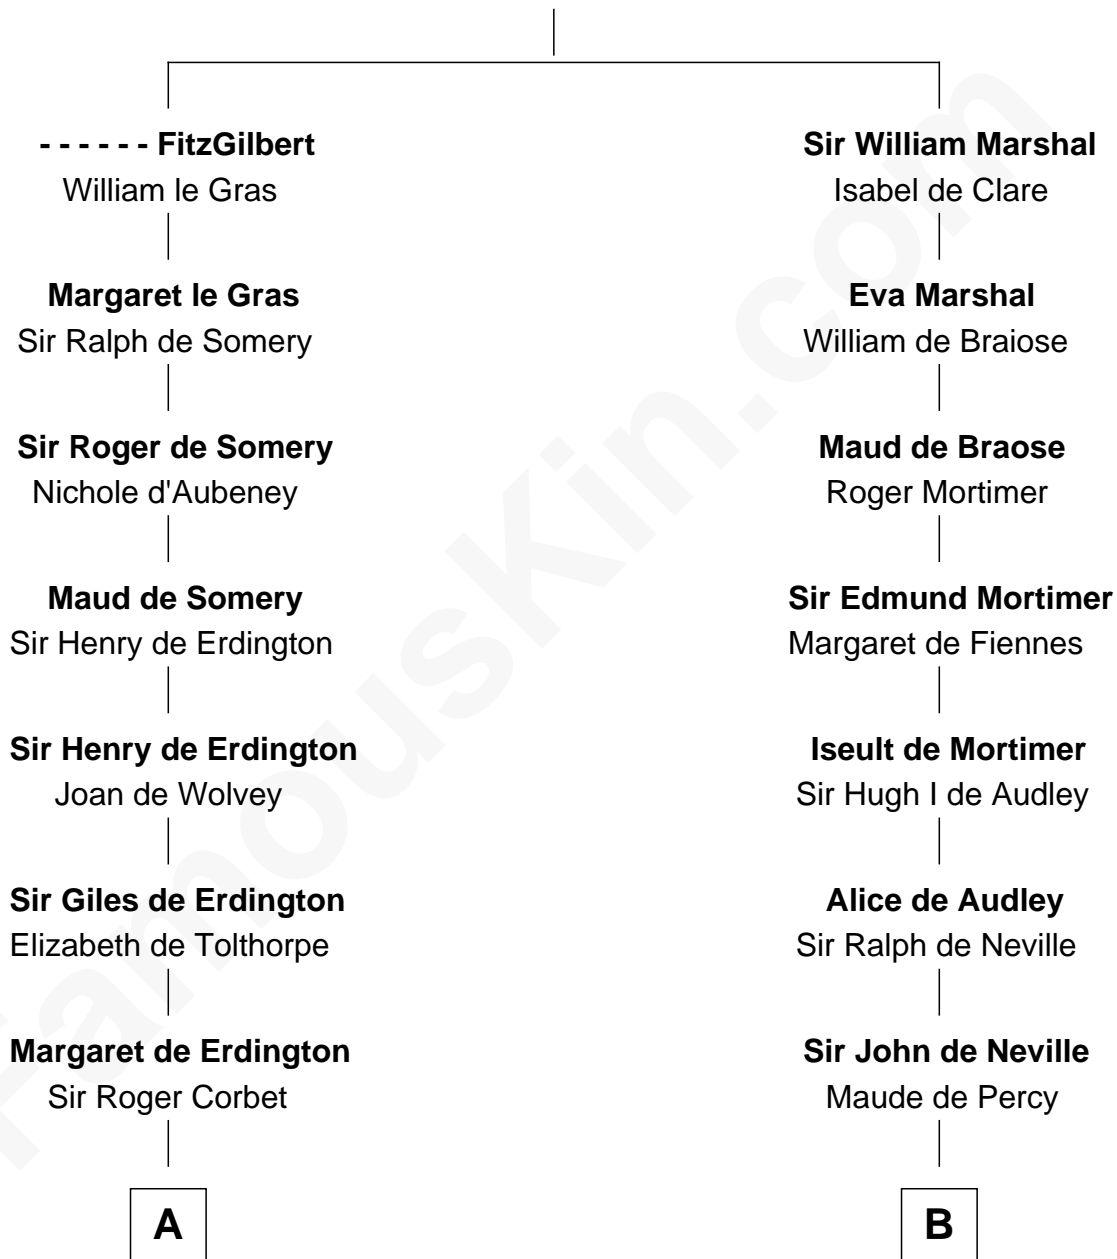 - - - - - - FitzGilbert
William le Gras
Margaret le Gras
Sir Ralph de Somery
Sir Roger de Somery
Nichole d'Aubeney
Maud de Somery
Sir Henry de Erdington
Sir Henry de Erdington
Joan de Wolvey
Sir Giles de Erdington
Elizabeth de Tolthorpe
Margaret de Erdington
Sir Roger Corbet
A
Sir William Marshal
Isabel de Clare
Eva Marshal
William de Braiose
Maud de Braose
Roger Mortimer
Sir Edmund Mortimer
Margaret de Fiennes
Iseult de Mortimer
Sir Hugh I de Audley
Alice de Audley
Sir Ralph de Neville
Sir John de Neville
Maude de Percy
B
FamousKin.com